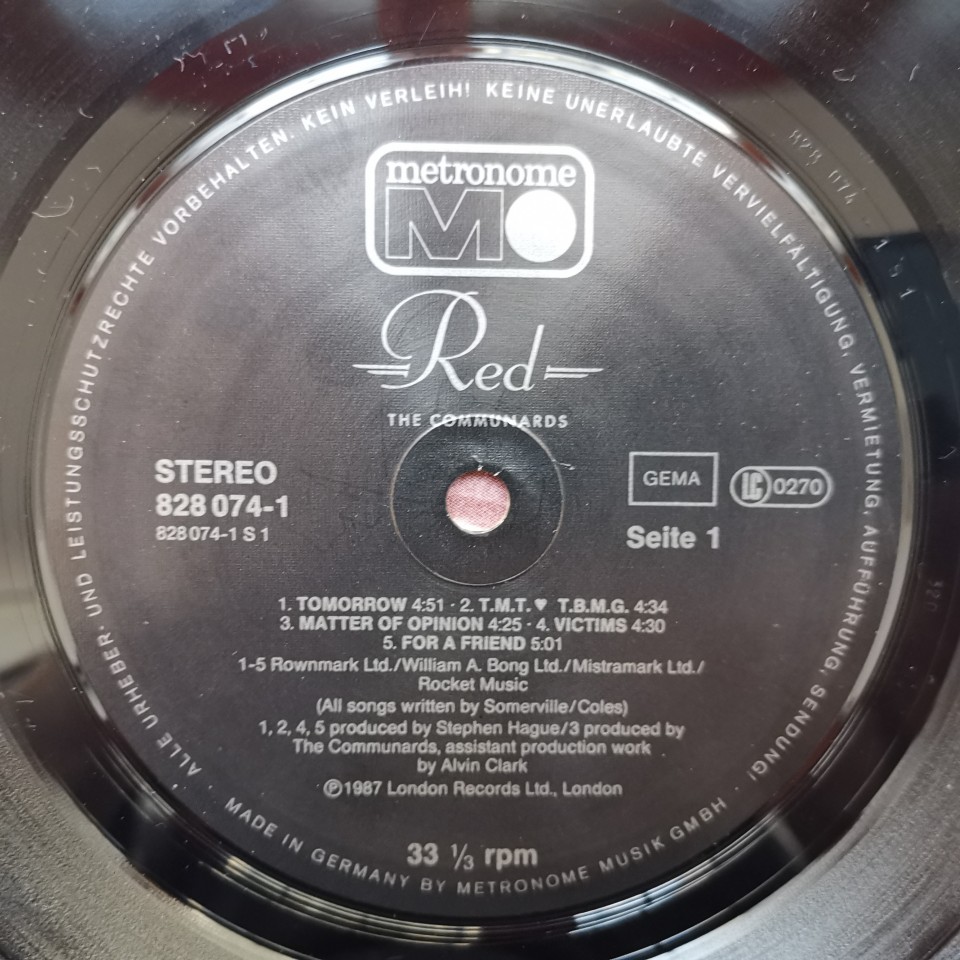 ALLE URHEBER- UND LEISTUNGSSCHUTZRECHTE VORBEHALTEN. KEIN VERLEIH! KEINE UNERLAUBTE VERVIELFÄLTIGUNG, VERMIETUNG, AUFFÜHRUNG, SENDUNG!
metronome
M
Red
THE COMMUNARDS
STEREO
828 074-1
828 074-1 S 1
GEMA
LC 0270
Seite 1
1. TOMORROW 4:51 · 2. T.M.T. ♥ T.B.M.G. 4:34
3. MATTER OF OPINION 4:25 · 4. VICTIMS 4:30
5. FOR A FRIEND 5:01
1-5 Rownmark Ltd./William A. Bong Ltd./Mistramark Ltd./
Rocket Music
(All songs written by Somerville/Coles)
1, 2, 4, 5 produced by Stephen Hague/3 produced by
The Communards, assistant production work
by Alvin Clark
℗1987 London Records Ltd., London
33 ⅓ rpm
MADE IN GERMANY BY METRONOME MUSIK GMBH
828 074
1 S 1
320